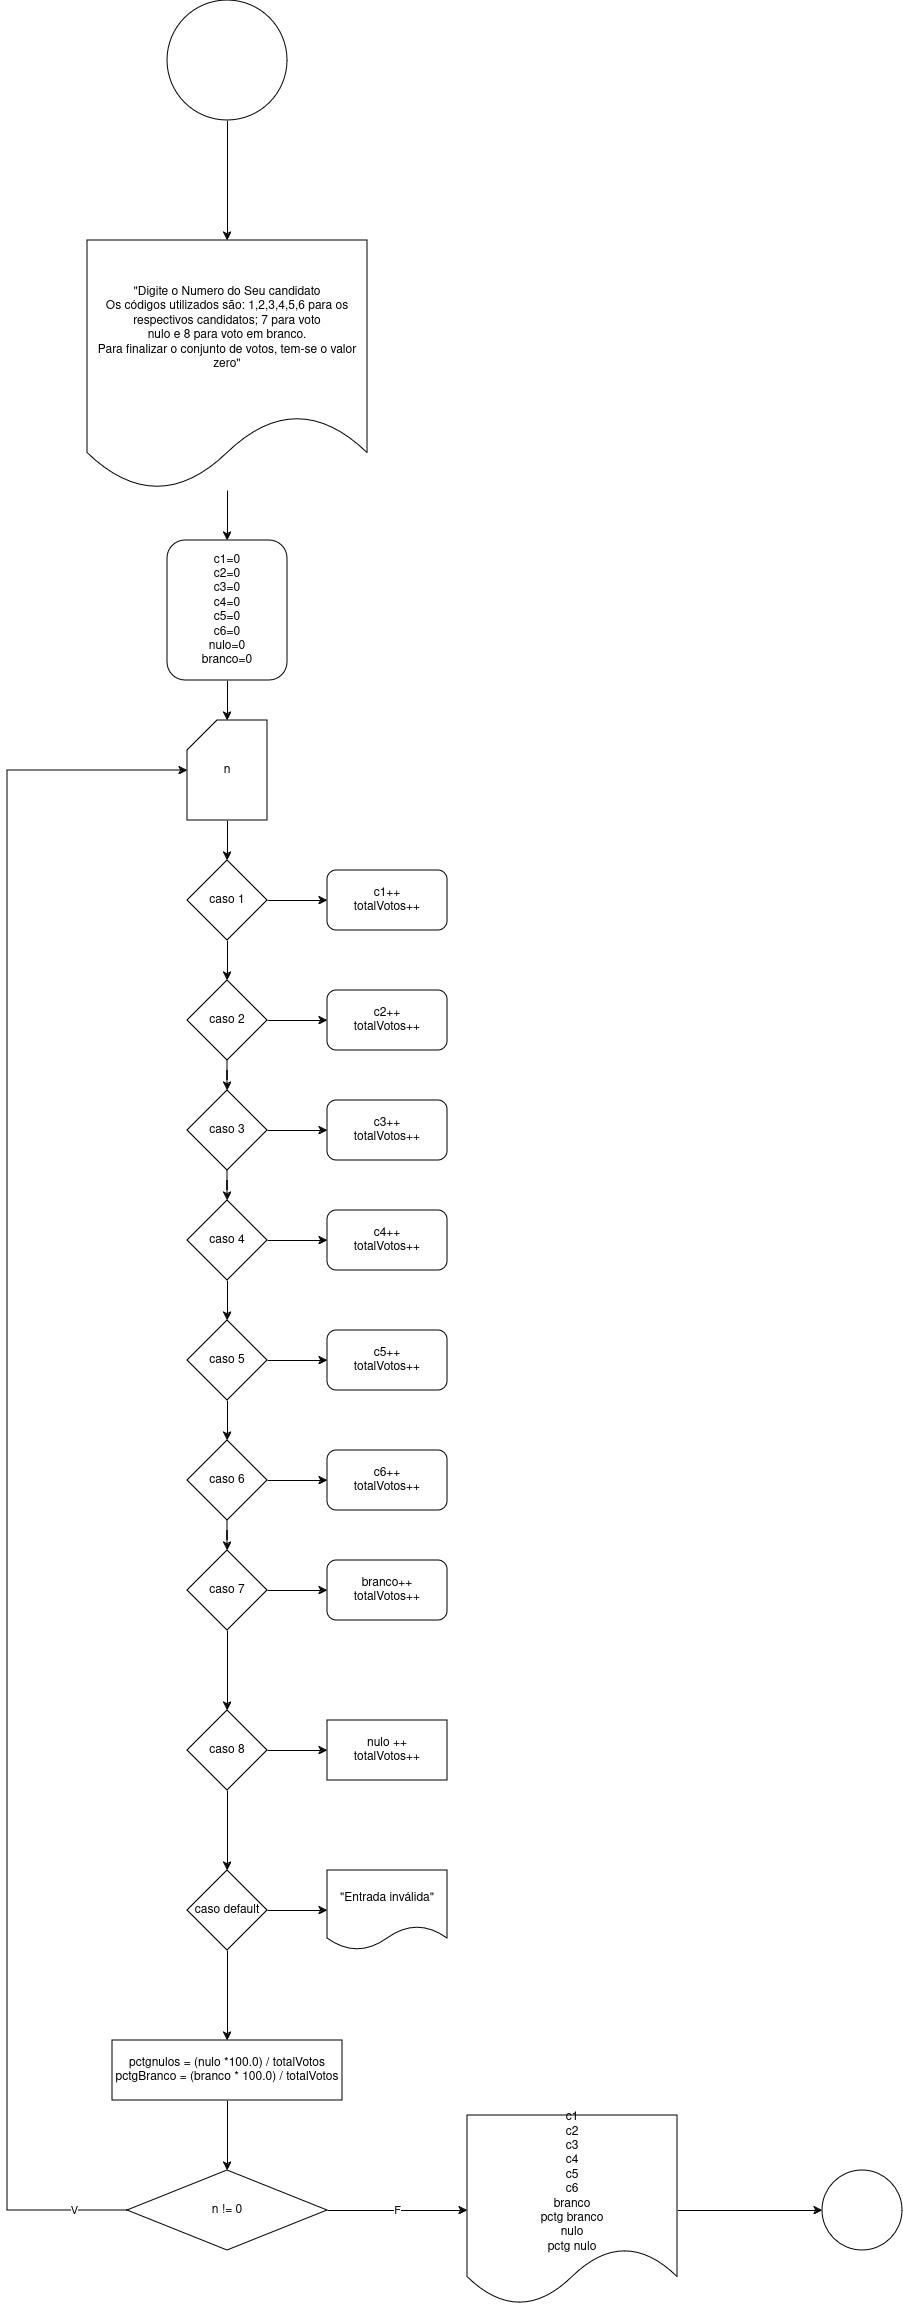 "Digite o Numero do Seu candidato
Os códigos utilizados são: 1,2,3,4,5,6 para os
respectivos candidatos; 7 para voto
nulo e 8 para voto em branco.
Para finalizar o conjunto de votos, tem-se o valor
zero"
c1=0
c2=0
c3=0
c4=0
c5=0
c6=0
nulo=0
branco=0
n
caso 1
c1++
totalVotos++
caso 2
c2++
totalVotos++
caso 3
c3++
totalVotos++
caso 4
c4++
totalVotos++
caso 5
c5++
totalVotos++
caso 6
c6++
totalVotos++
caso 7
branco++
totalVotos++
caso 8
nulo ++
totalVotos++
caso default
"Entrada inválida"
pctgnulos = (nulo *100.0) / totalVotos
pctgBranco = (branco * 100.0) / totalVotos
n != 0
V
F
c1
c2
c3
c4
c5
c6
branco
pctg branco
nulo
pctg nulo